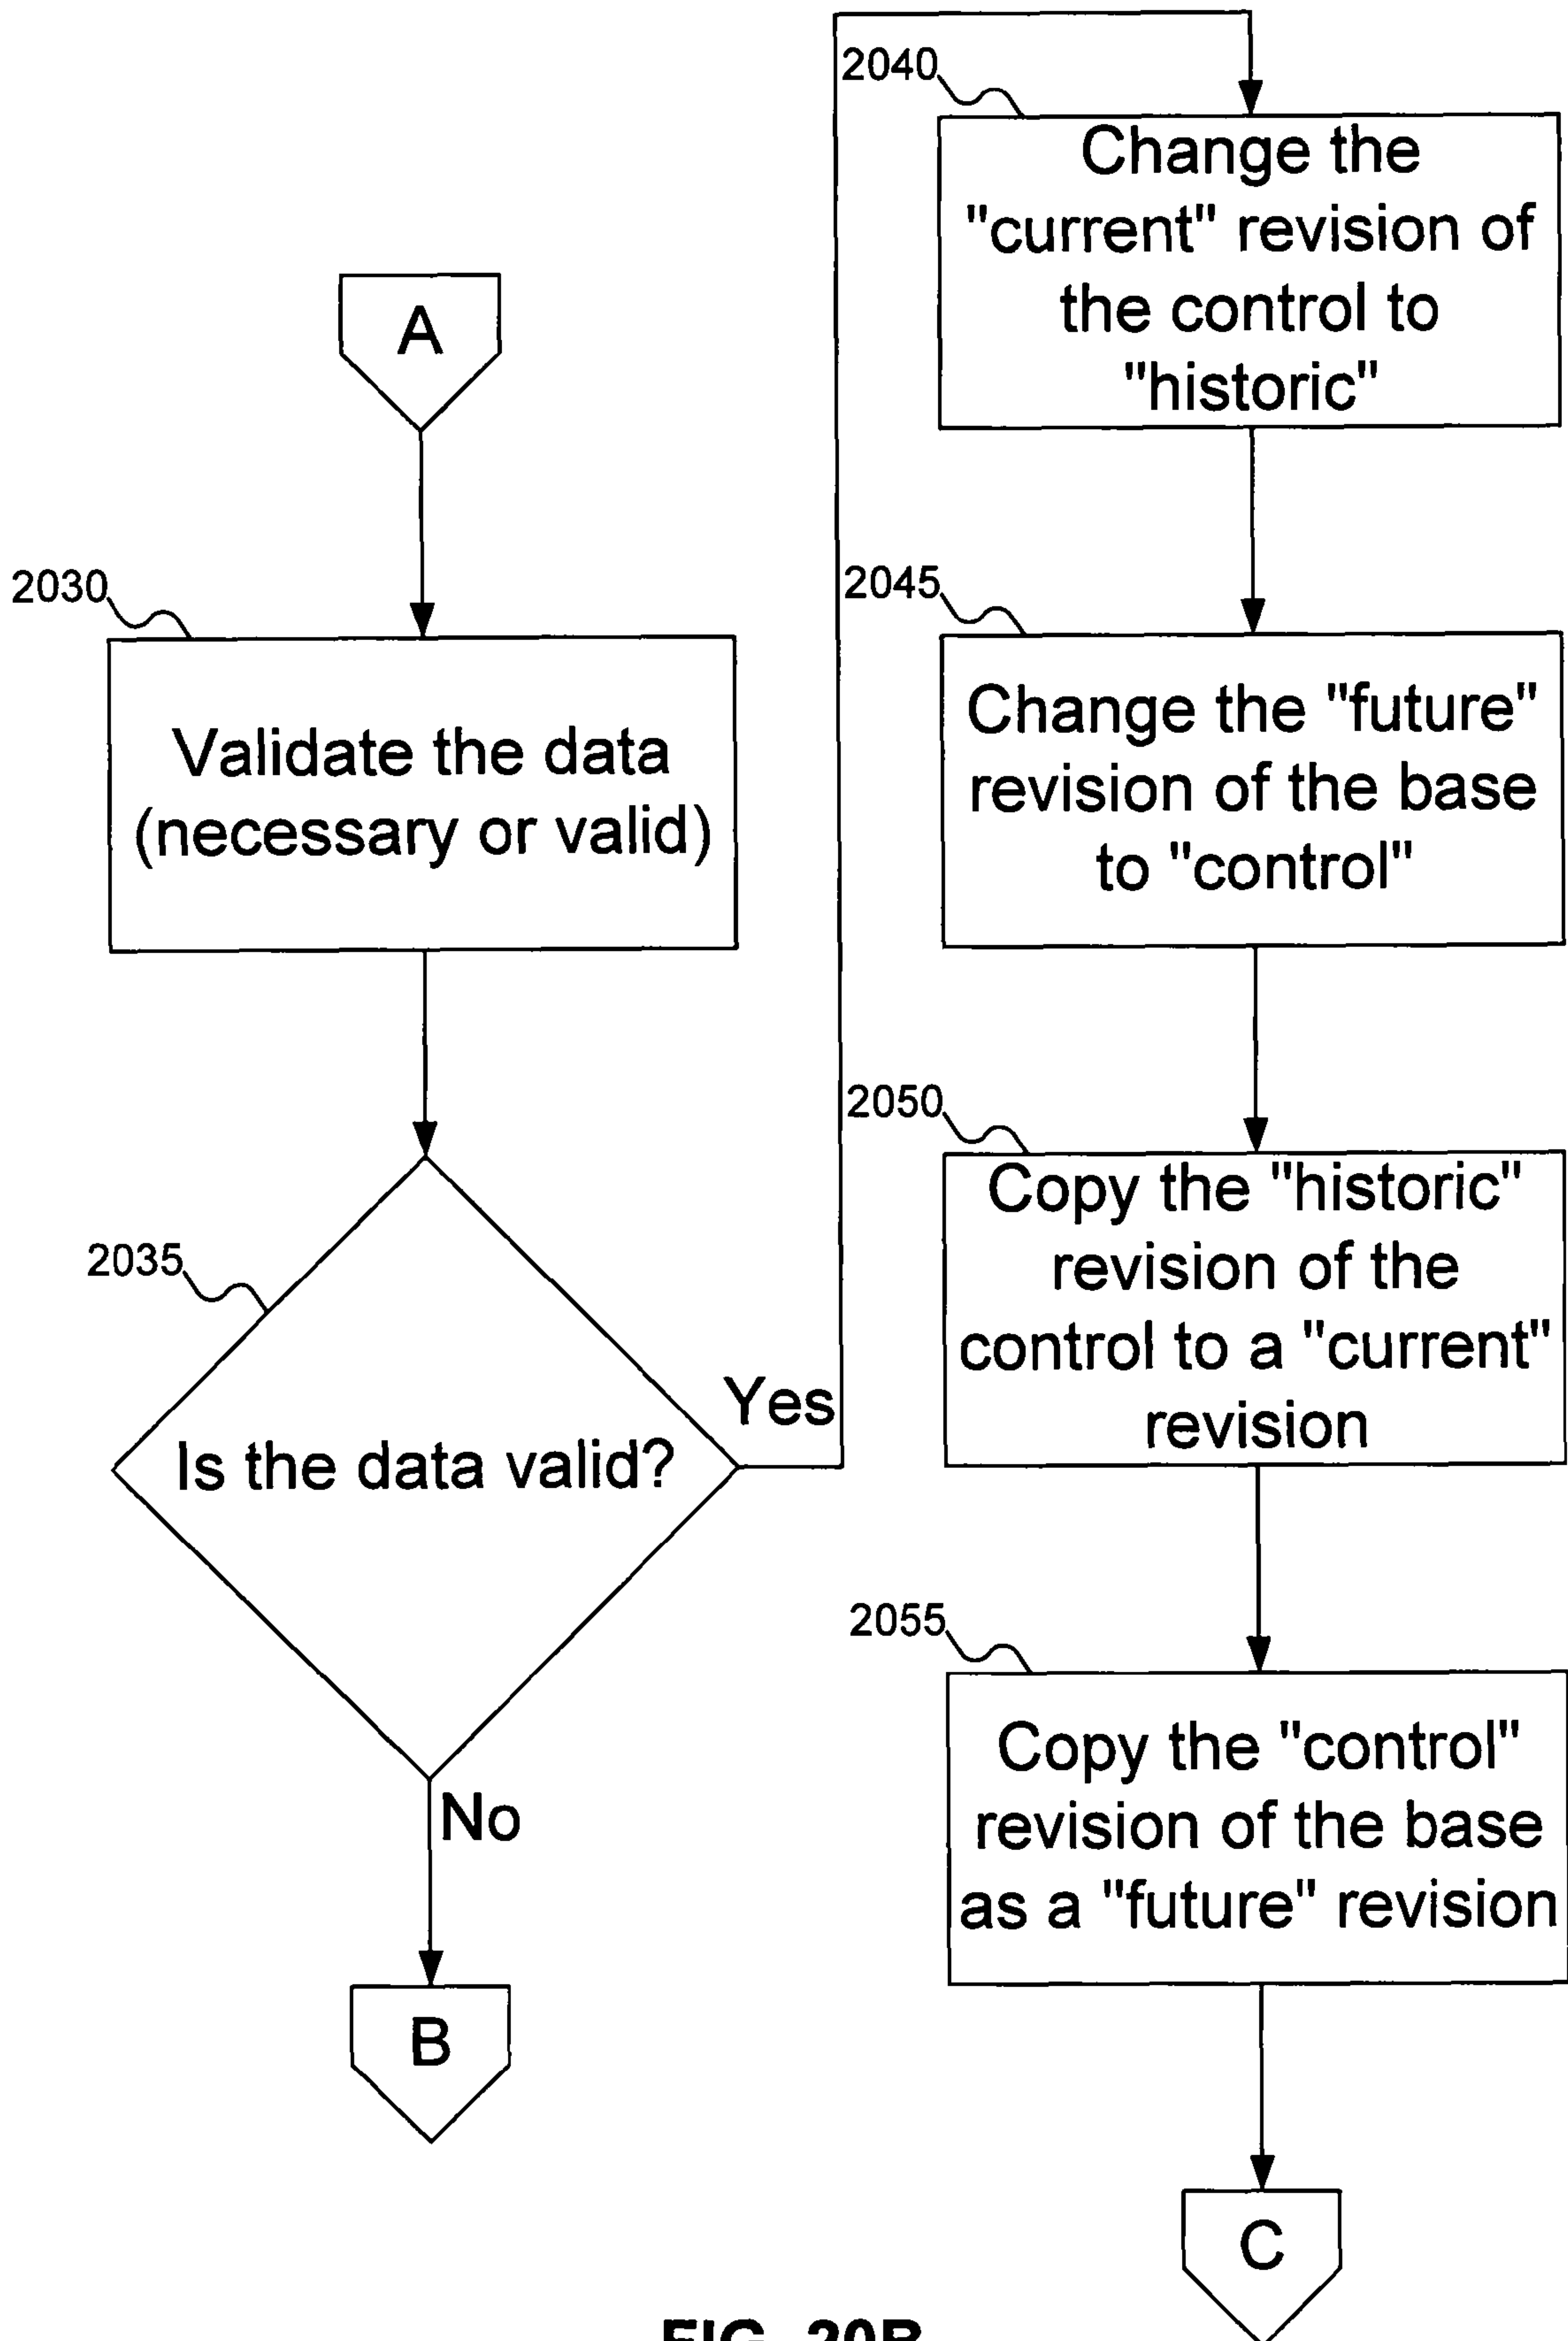 A
2030
Validate the data
(necessary or valid)
2035
Is the data valid?
Yes
No
B
2040
Change the
"current" revision of
the control to
"historic"
2045
Change the "future"
revision of the base
to "control"
2050
Copy the "historic"
revision of the
control to a "current"
revision
2055
Copy the "control"
revision of the base
as a "future" revision
C
FIG. 20B